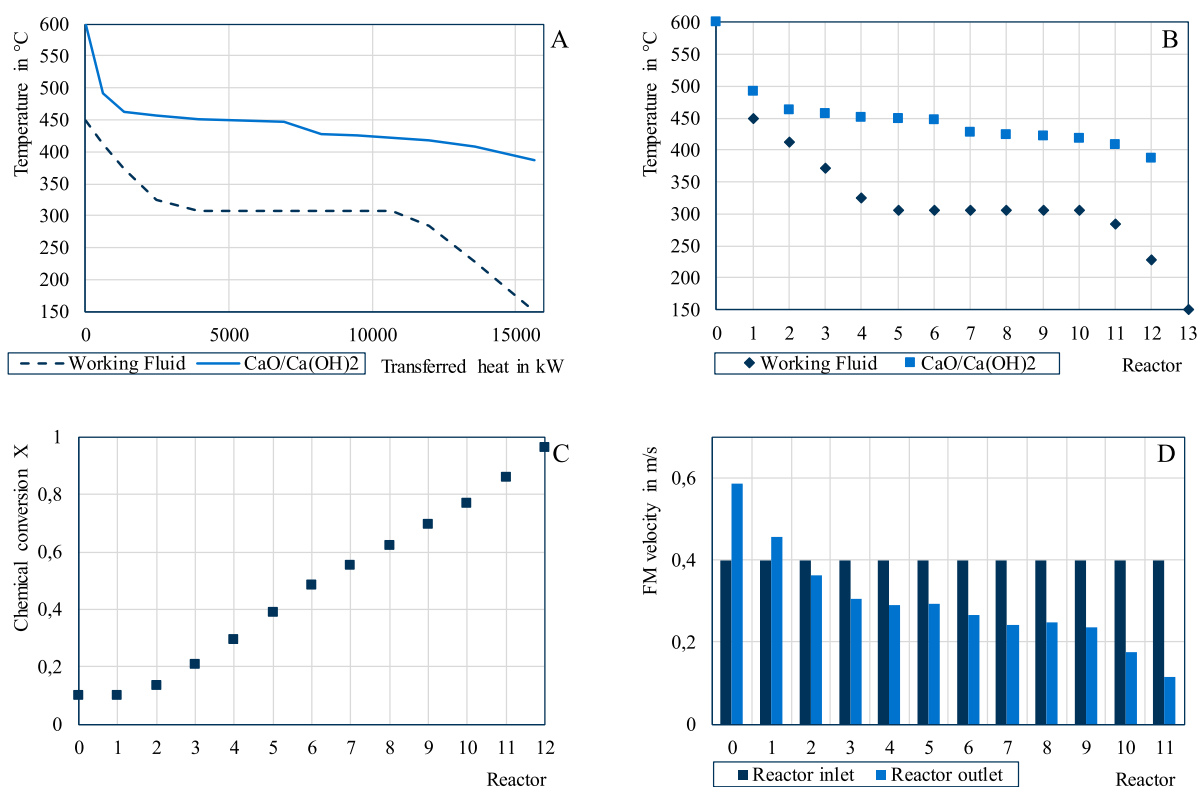 A
Temperature in °C
600
550
500
450
400
350
300
250
200
150
0 5000 10000 15000
Transferred heat in kW
Working Fluid CaO/Ca(OH)2
B
Temperature in °C
600
550
500
450
400
350
300
250
200
150
0 1 2 3 4 5 6 7 8 9 10 11 12 13
Reactor
Working Fluid CaO/Ca(OH)2
C
Chemical conversion X
1
0,8
0,6
0,4
0,2
0
0 1 2 3 4 5 6 7 8 9 10 11 12
Reactor
D
FM velocity in m/s
0,6
0,4
0,2
0
0 1 2 3 4 5 6 7 8 9 10 11
Reactor inlet Reactor outlet
Reactor